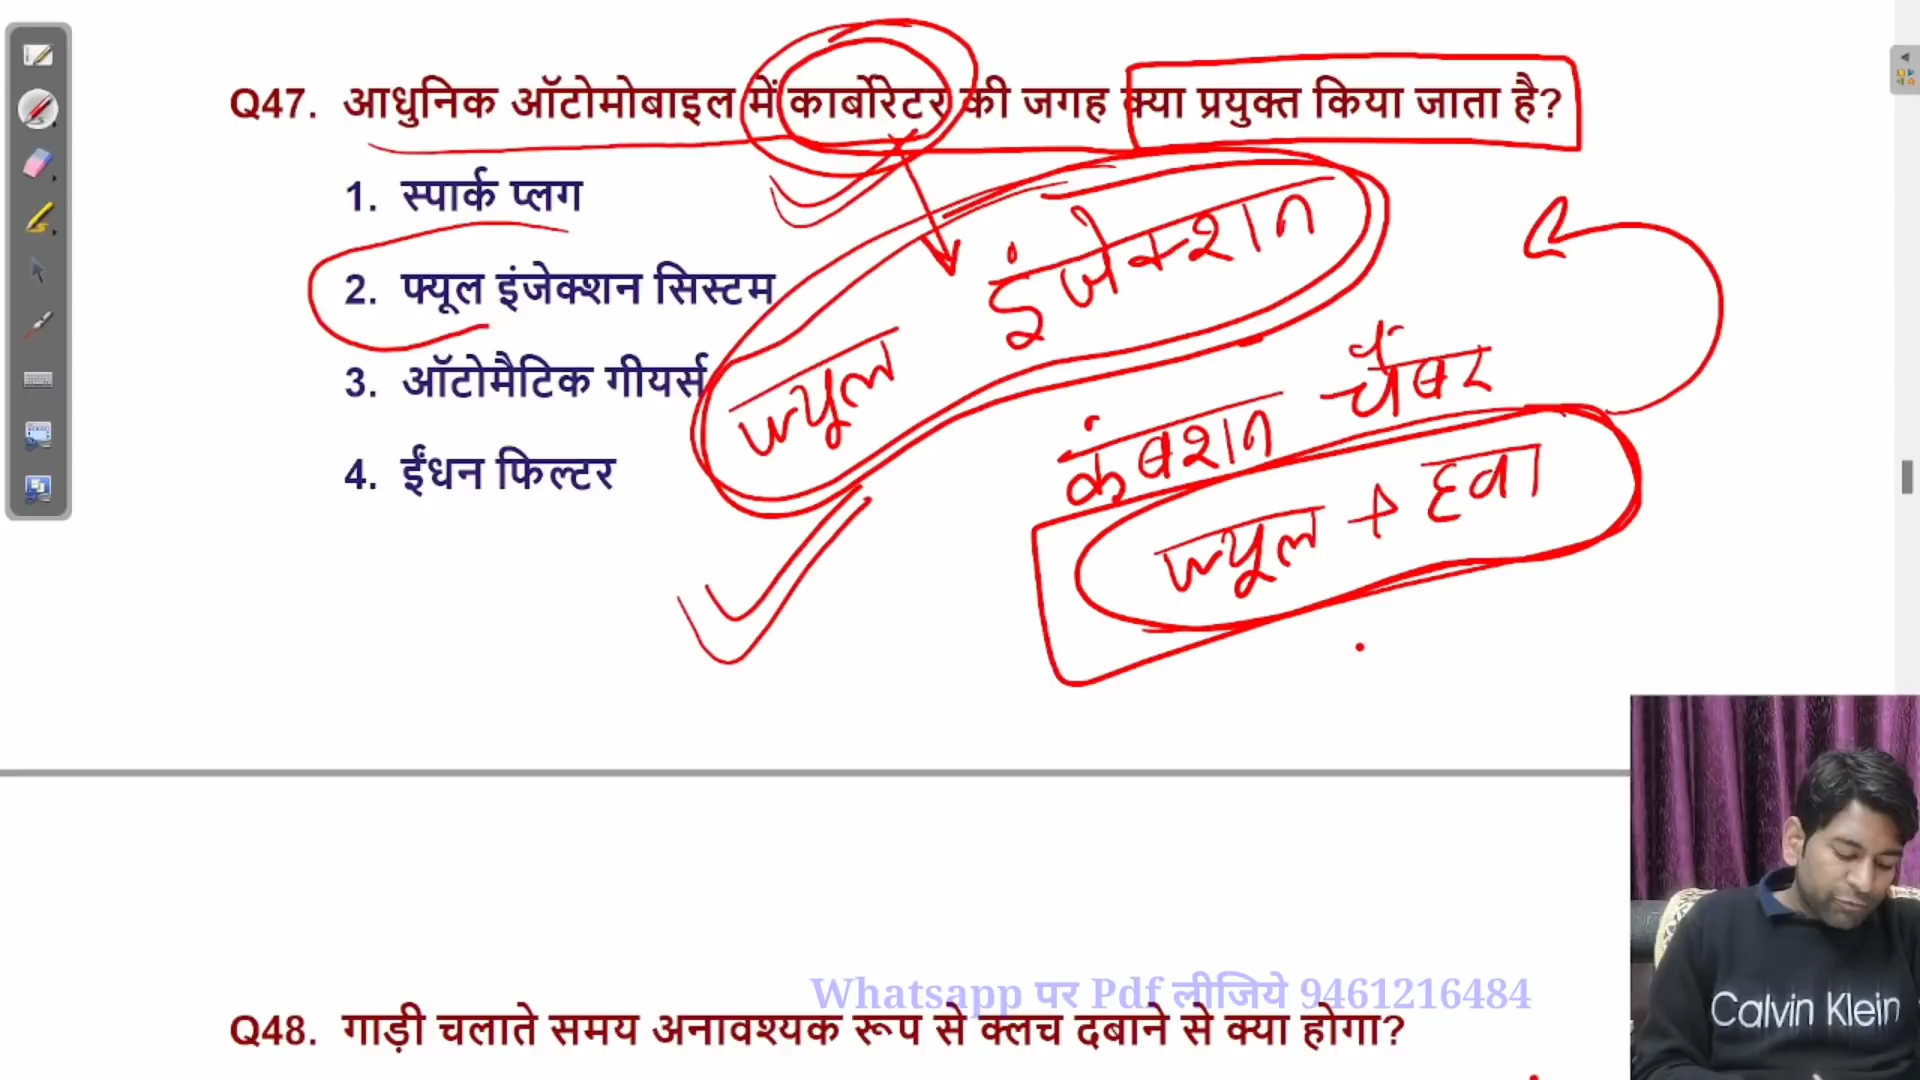 Q47. आधुनिक ऑटोमोबाइल में कार्बोरेटर की जगह क्या प्रयुक्त किया जाता है?
1. स्पार्क प्लग
2. फ्यूल इंजेक्शन सिस्टम
3. ऑटोमैटिक गीयर्स
4. ईंधन फिल्टर
फ्यूल इंजेक्शन
कंबशन चैंबर
फ्यूल + हवा
Whatsapp पर Pdf लीजिये 9461216484
Q48. गाड़ी चलाते समय अनावश्यक रूप से क्लच दबाने से क्या होगा?
Calvin Klein